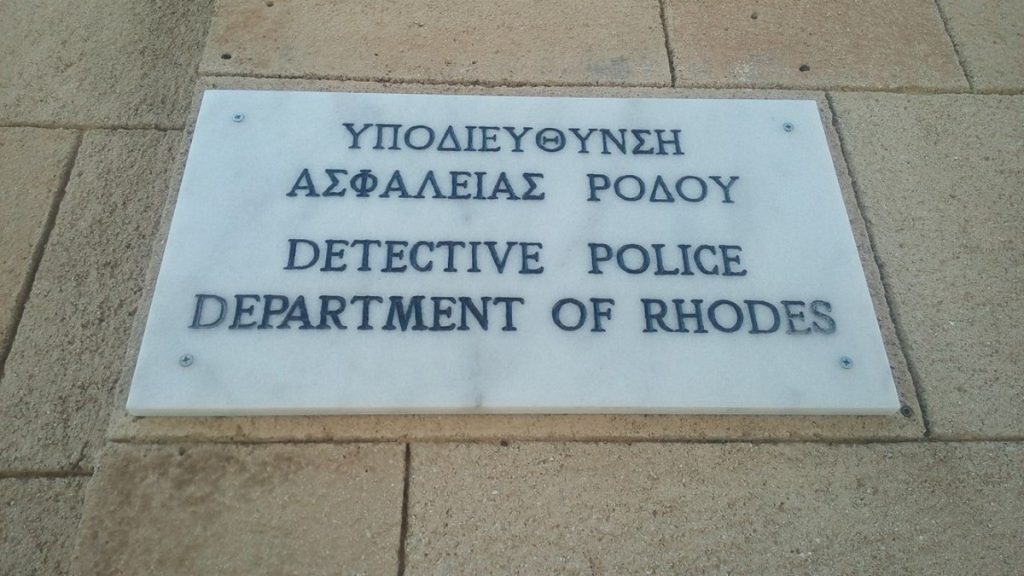 ΥΠΟΔΙΕΥΘΥΝΣΗ
ΑΣΦΑΛΕΙΑΣ ΡΟΔΟΥ
DETECTIVE POLICE
DEPARTMENT OF RHODES